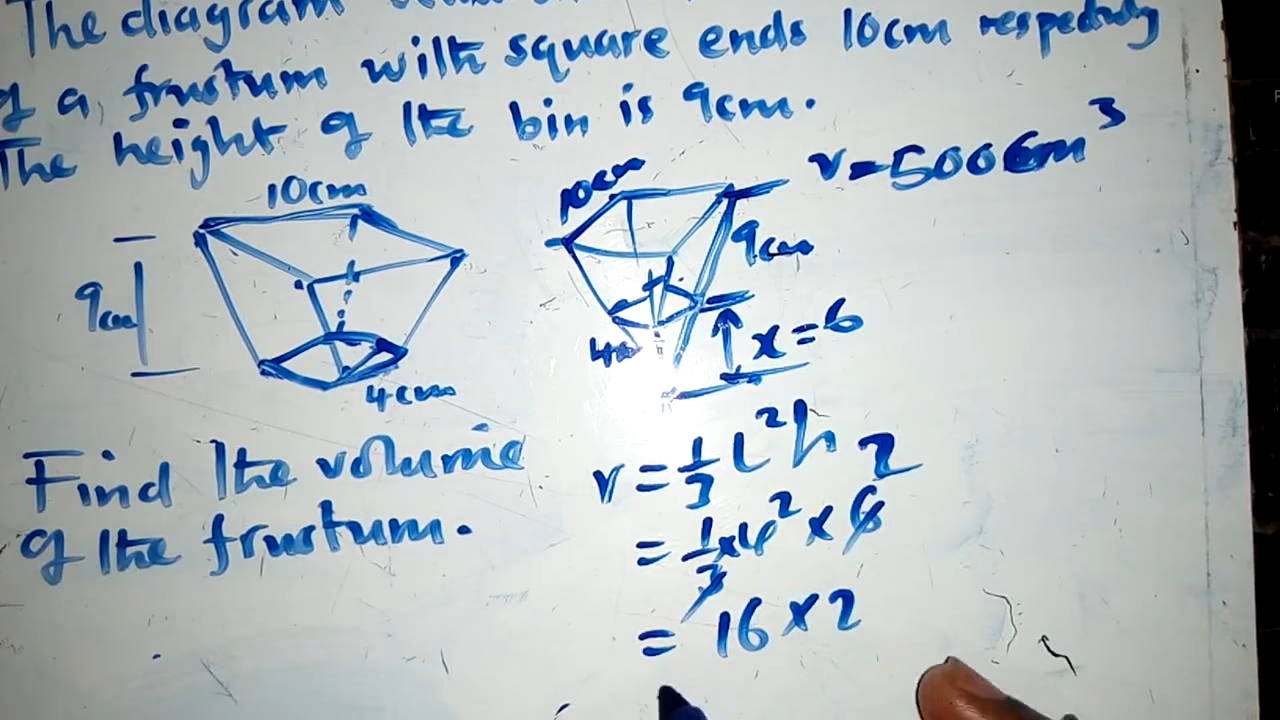 The diagram
of a frustum with square ends 10cm respectively
The height of the bin is 9cm.
v=500cm³
10cm
9cm
4cm
10cm
9cm
x=6
Find the volume
of the frustum.
v = 1/3 l²h
2
= 1/3 × 4² × 6
= 16 × 2